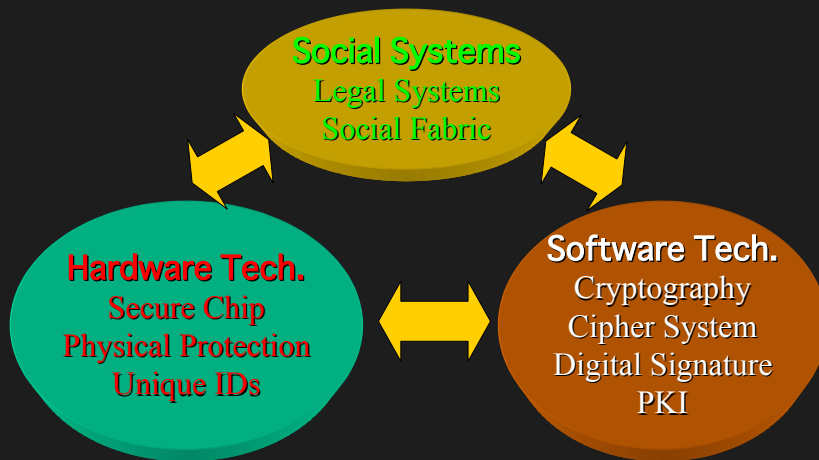 Social Systems
Legal Systems
Social Fabric
Hardware Tech.
Secure Chip
Physical Protection
Unique IDs
Software Tech.
Cryptography
Cipher System
Digital Signature
PKI